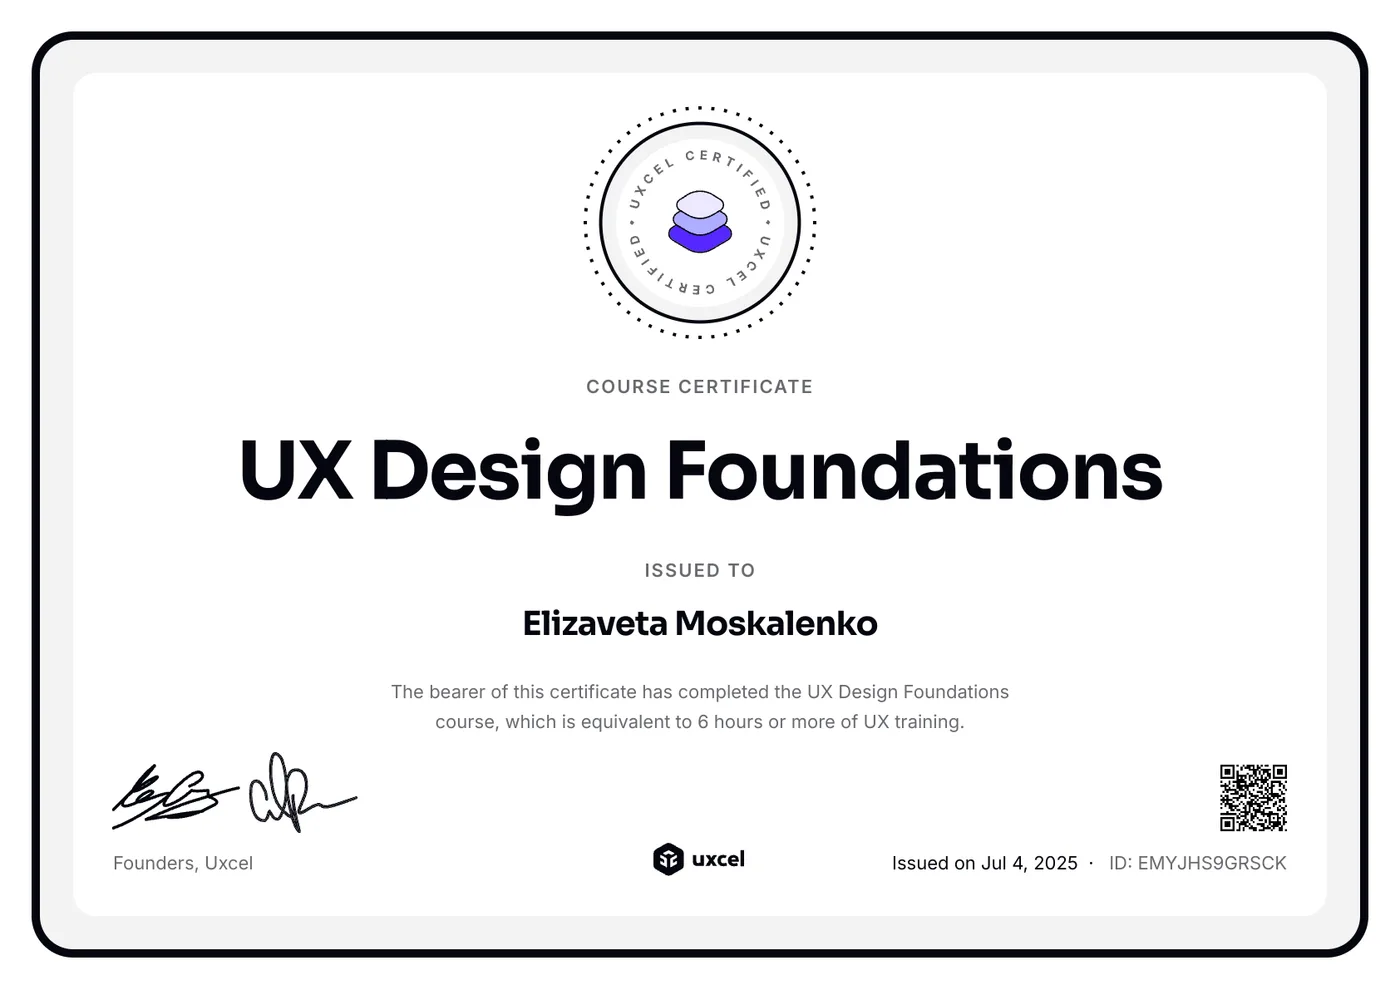 UXCEL CERTIFIED • UXCEL CERTIFIED •
COURSE CERTIFICATE
UX Design Foundations
ISSUED TO
Elizaveta Moskalenko
The bearer of this certificate has completed the UX Design Foundations
course, which is equivalent to 6 hours or more of UX training.
Founders, Uxcel
uxcel
Issued on Jul 4, 2025 · ID: EMYJHS9GRSCK